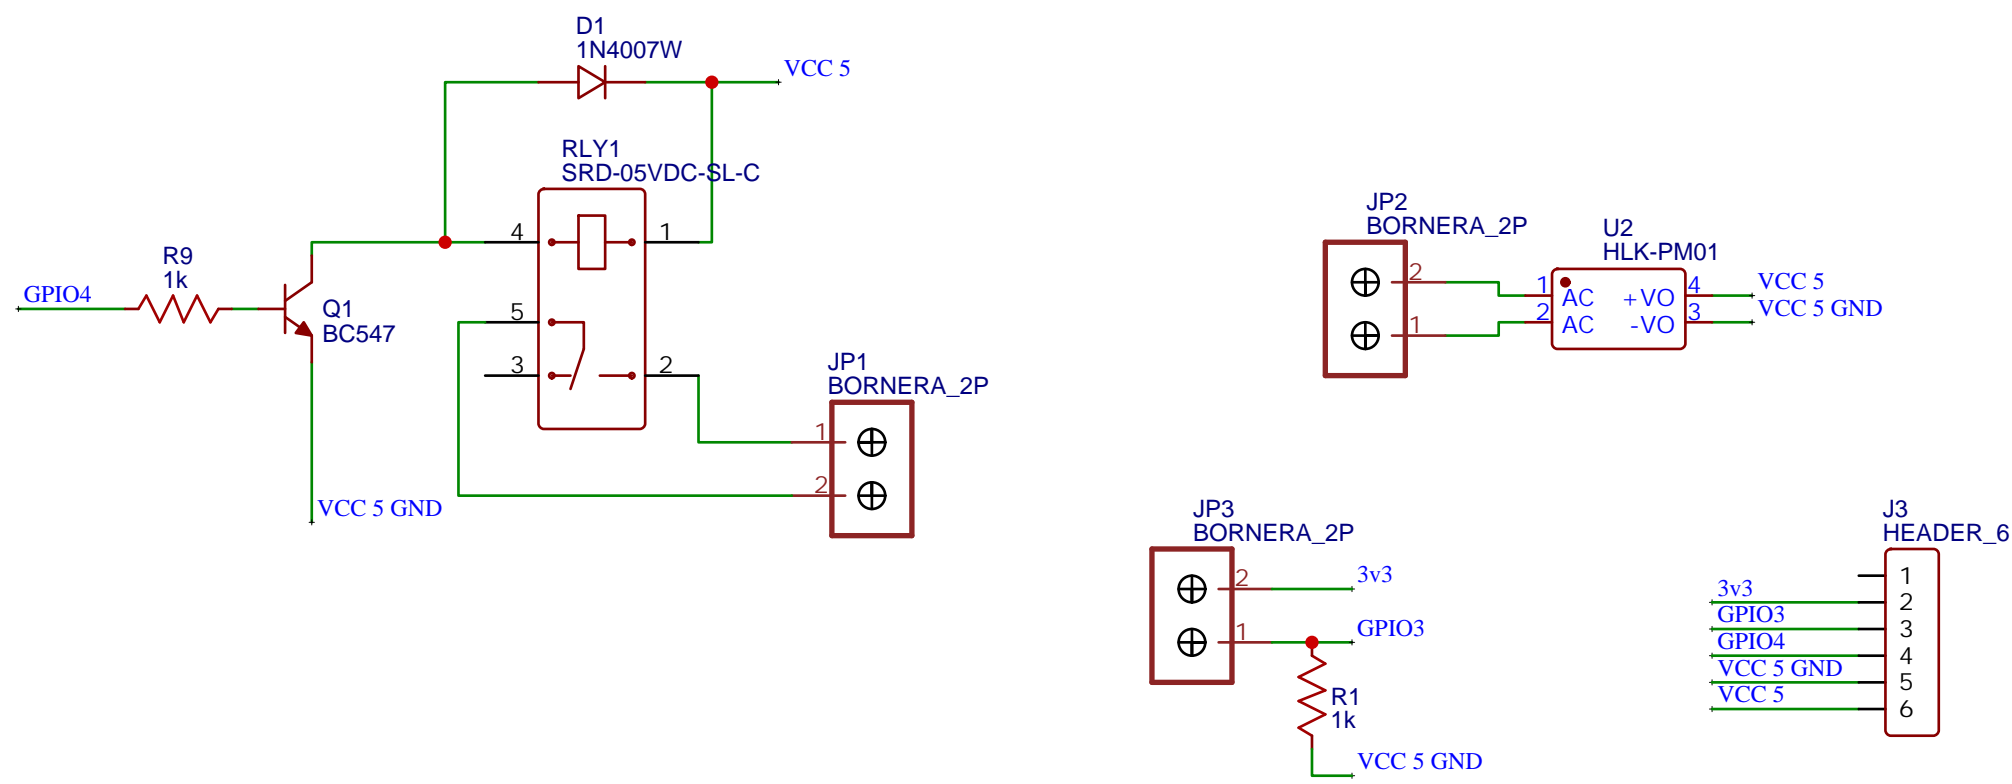 D1
1N4007W
VCC 5
RLY1
SRD-05VDC-SL-C
4
1
5
3
2
R9
1k
GPIO4
Q1
BC547
VCC 5 GND
JP1
BORNERA_2P
1
2
JP2
BORNERA_2P
2
1
U2
HLK-PM01
1
AC
+VO
4
2
AC
-VO
3
VCC 5
VCC 5 GND
JP3
BORNERA_2P
2
3v3
1
GPIO3
R1
1k
VCC 5 GND
J3
HEADER_6
1
3v3
2
GPIO3
3
GPIO4
4
VCC 5 GND
5
VCC 5
6